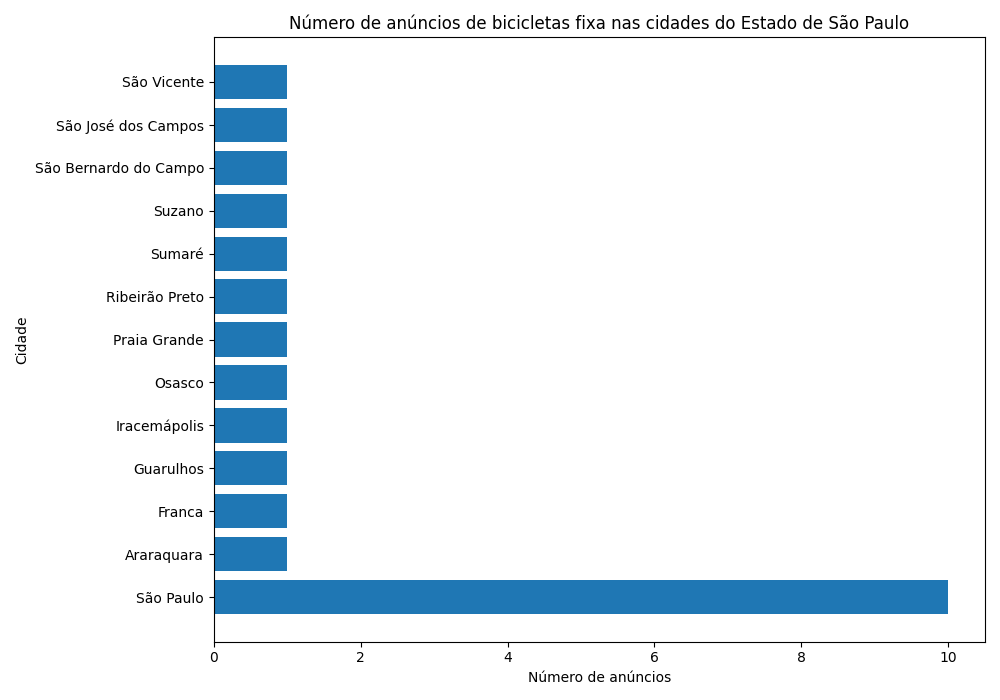 Número de anúncios de bicicletas fixa nas cidades do Estado de São Paulo
São Vicente
São José dos Campos
São Bernardo do Campo
Suzano
Sumaré
Ribeirão Preto
Praia Grande
Osasco
Iracemápolis
Guarulhos
Franca
Araraquara
São Paulo
Cidade
0 2 4 6 8 10
Número de anúncios